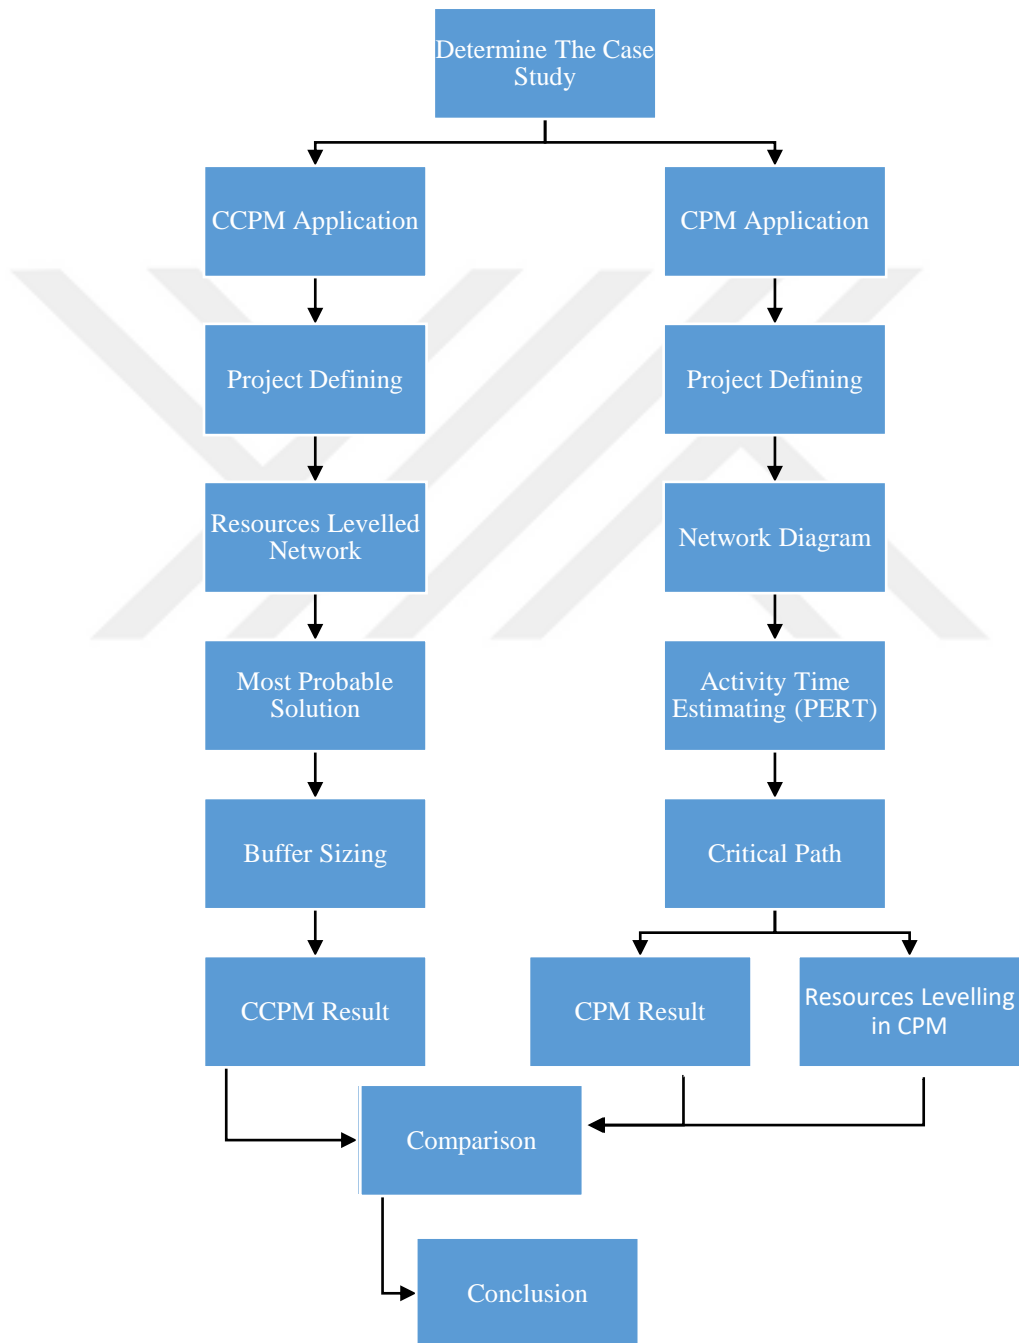 Determine The Case
Study
CCPM Application
CPM Application
Project Defining
Project Defining
Resources Levelled
Network
Network Diagram
Most Probable
Solution
Activity Time
Estimating (PERT)
Buffer Sizing
Critical Path
CCPM Result
CPM Result
Resources Levelling
in CPM
Comparison
Conclusion